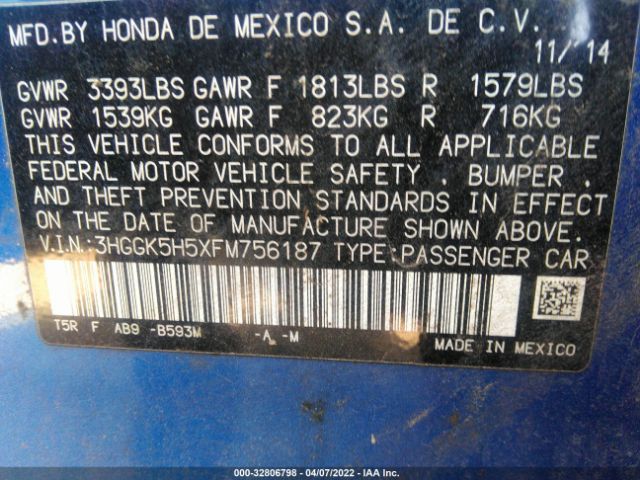 MFD.BY HONDA DE MEXICO S.A. DE C.V.
11/14
GVWR 3393LBS GAWR F 1813LBS R 1579LBS
GVWR 1539KG GAWR F 823KG R 716KG
THIS VEHICLE CONFORMS TO ALL APPLICABLE
FEDERAL MOTOR VEHICLE SAFETY , BUMPER ,
AND THEFT PREVENTION STANDARDS IN EFFECT
ON THE DATE OF MANUFACTURE SHOWN ABOVE.
V.I.N.:3HGGK5H5XFM756187 TYPE:PASSENGER CAR
T5R F AB9 -B593M -A -M
MADE IN MEXICO
000-32806798 - 04/07/2022 - IAA Inc.